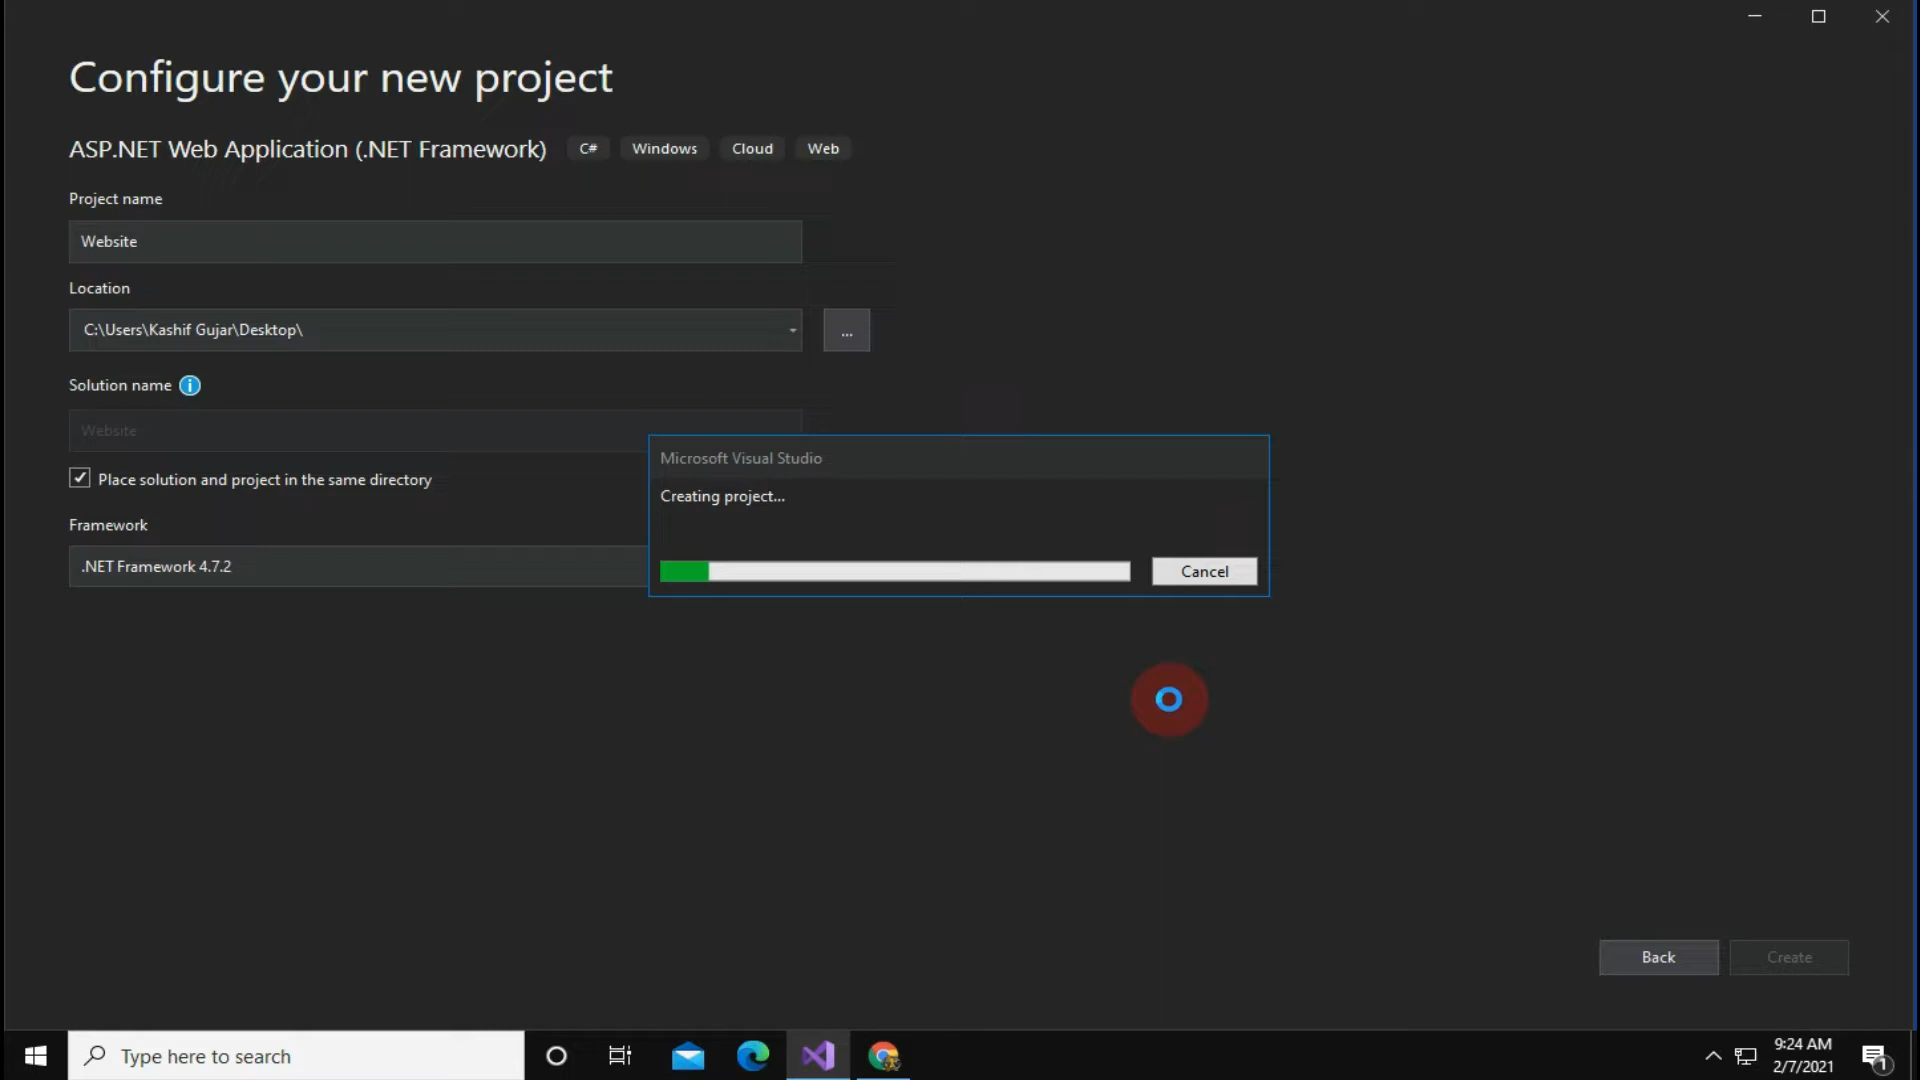 Configure your new project
ASP.NET Web Application (.NET Framework) C# Windows Cloud Web
Project name
Website
Location
C:\Users\Kashif Gujar\Desktop\
...
Solution name i
Website
Place solution and project in the same directory
Framework
.NET Framework 4.7.2
Microsoft Visual Studio
Creating project...
Cancel
Back Create
Type here to search
9:24 AM
2/7/2021
1